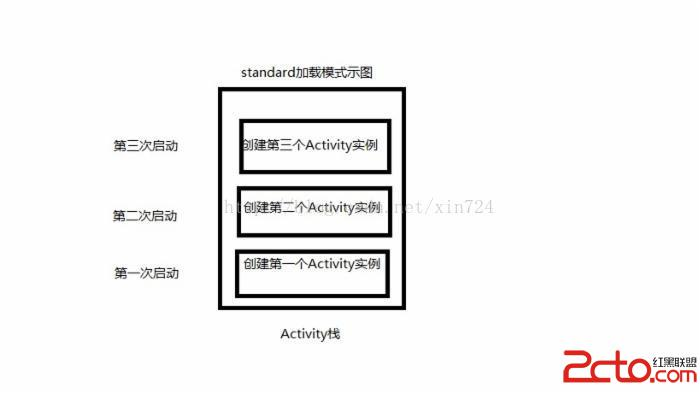 standard加载模式示图
第三次启动
创建第三个Activity实例
第二次启动
创建第二个Activity实例
第一次启动
创建第一个Activity实例
Activity栈
2cto.com
红黑联盟